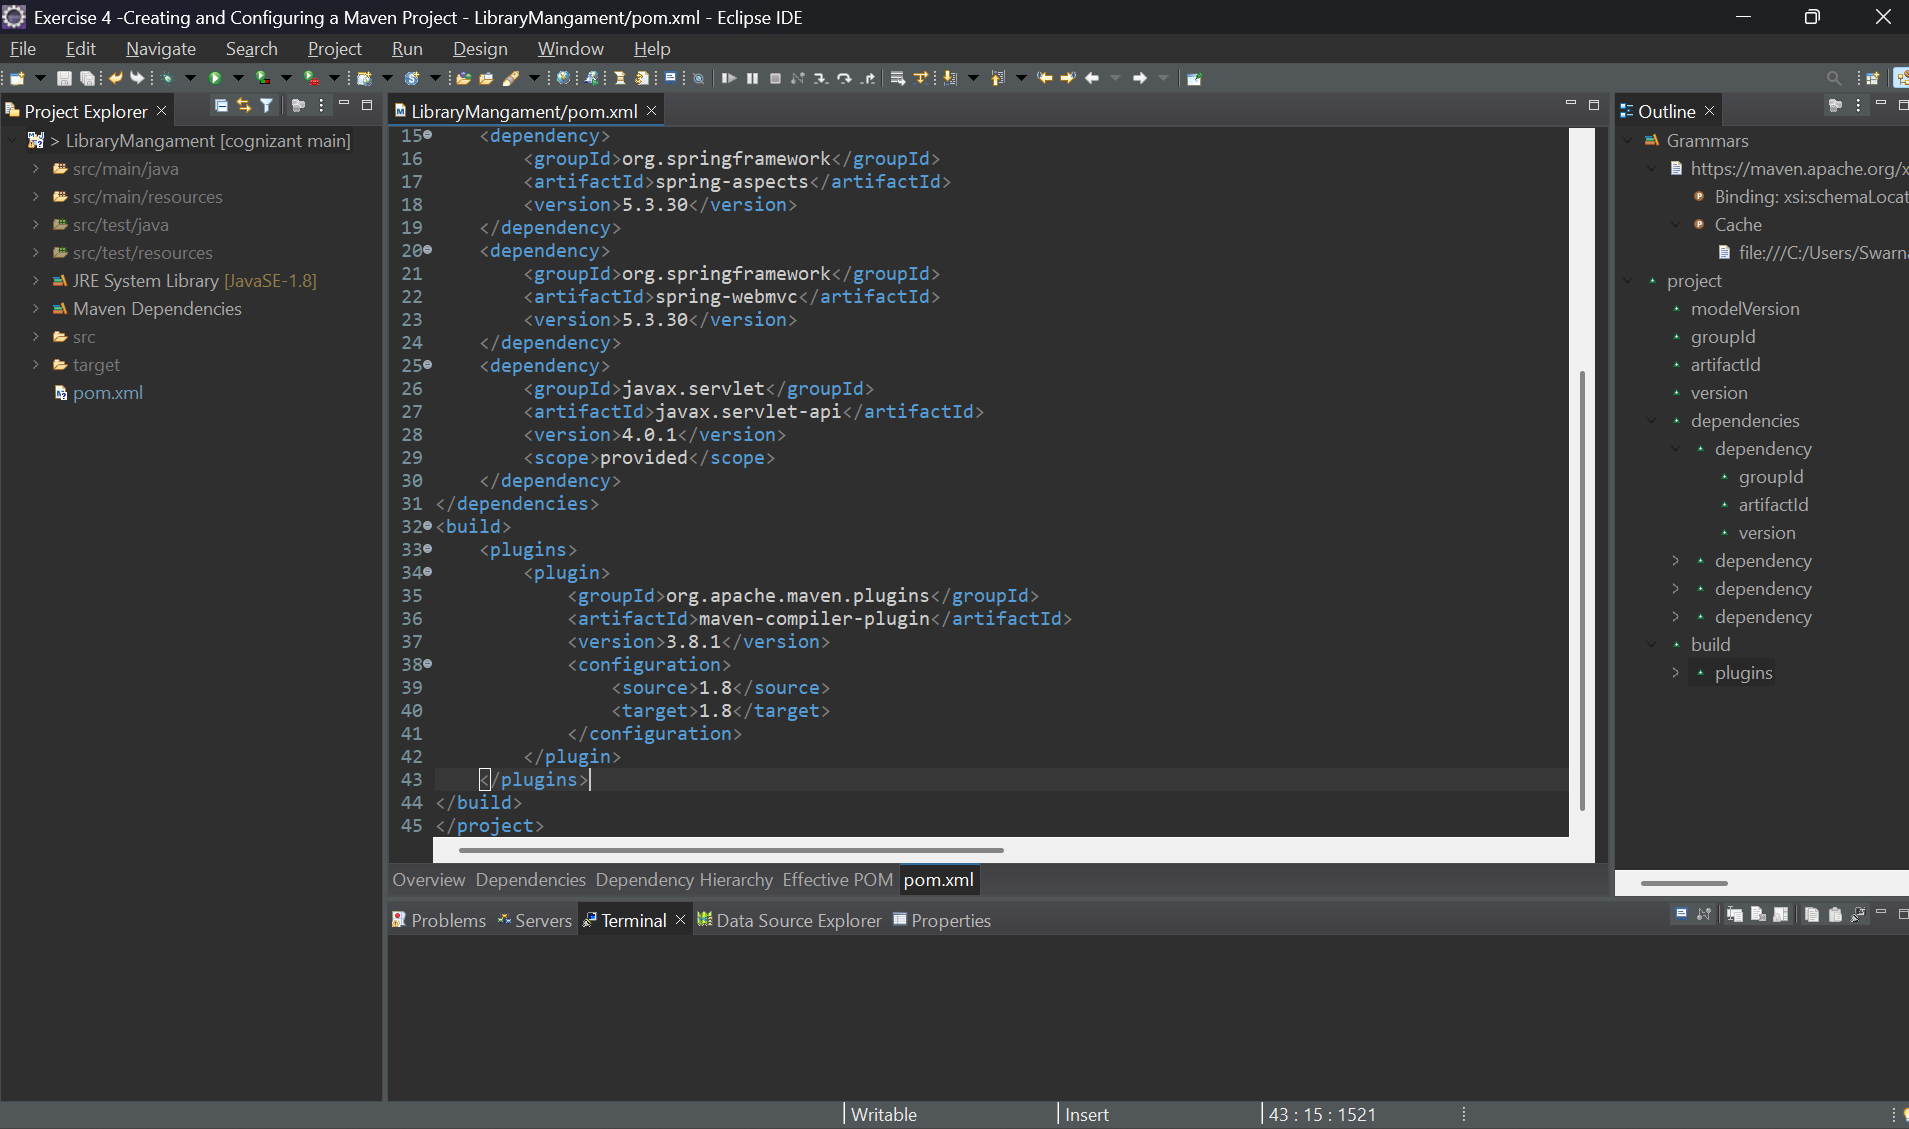 Exercise 4 -Creating and Configuring a Maven Project - LibraryMangament/pom.xml - Eclipse IDE
File Edit Navigate Search Project Run Design Window Help
Project Explorer
> LibraryMangament [cognizant main]
src/main/java
src/main/resources
src/test/java
src/test/resources
JRE System Library [JavaSE-1.8]
Maven Dependencies
src
target
pom.xml
LibraryMangament/pom.xml
15 <dependency>
16 <groupId>org.springframework</groupId>
17 <artifactId>spring-aspects</artifactId>
18 <version>5.3.30</version>
19 </dependency>
20 <dependency>
21 <groupId>org.springframework</groupId>
22 <artifactId>spring-webmvc</artifactId>
23 <version>5.3.30</version>
24 </dependency>
25 <dependency>
26 <groupId>javax.servlet</groupId>
27 <artifactId>javax.servlet-api</artifactId>
28 <version>4.0.1</version>
29 <scope>provided</scope>
30 </dependency>
31 </dependencies>
32 <build>
33 <plugins>
34 <plugin>
35 <groupId>org.apache.maven.plugins</groupId>
36 <artifactId>maven-compiler-plugin</artifactId>
37 <version>3.8.1</version>
38 <configuration>
39 <source>1.8</source>
40 <target>1.8</target>
41 </configuration>
42 </plugin>
43 </plugins>
44 </build>
45 </project>
Overview Dependencies Dependency Hierarchy Effective POM pom.xml
Outline
Grammars
https://maven.apache.org/x
Binding: xsi:schemaLocat
Cache
file:///C:/Users/Swarna
project
modelVersion
groupId
artifactId
version
dependencies
dependency
groupId
artifactId
version
dependency
dependency
dependency
build
plugins
Problems Servers Terminal Data Source Explorer Properties
Writable Insert 43 : 15 : 1521